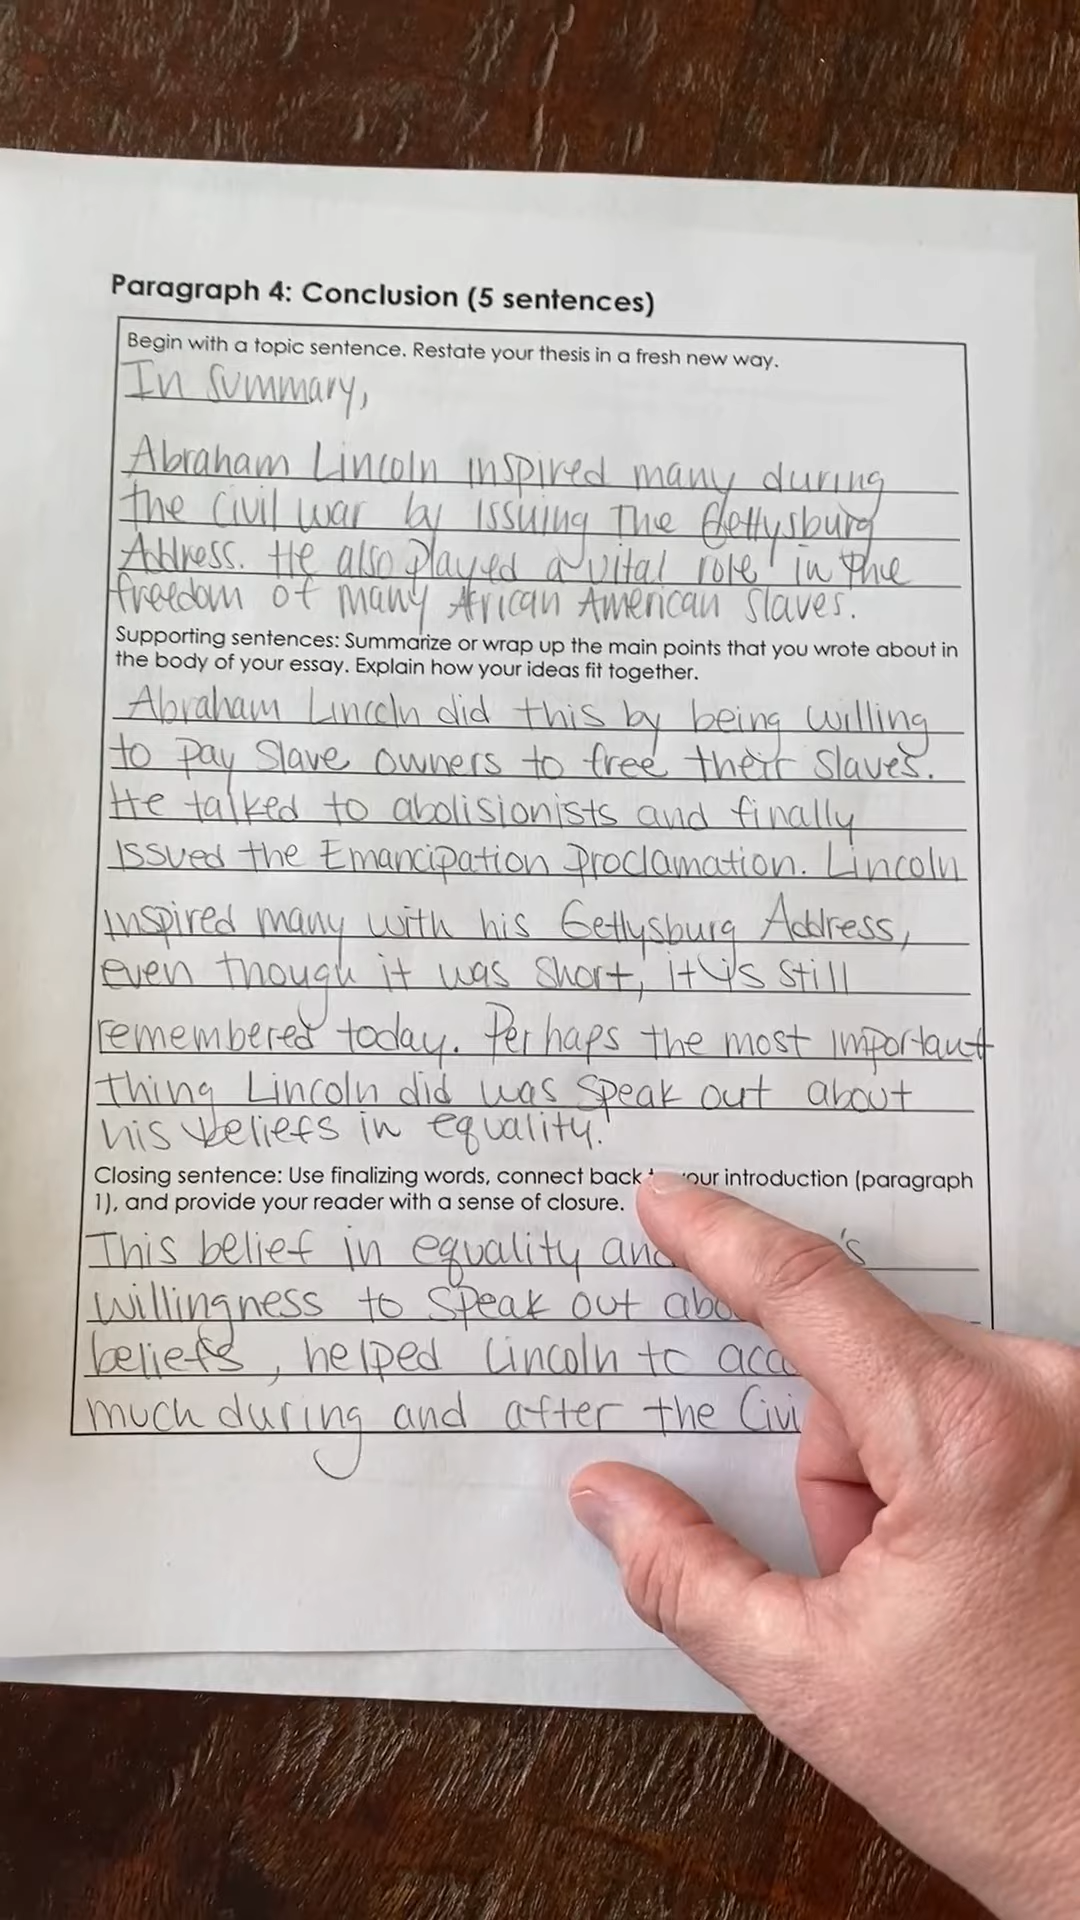 Paragraph 4: Conclusion (5 sentences)
Begin with a topic sentence. Restate your thesis in a fresh new way.
In summary,
Abraham Lincoln inspired many during
the civil war by issuing The Gettysburg
Address. He also played a vital role in the
freedom of many African American slaves.
Supporting sentences: Summarize or wrap up the main points that you wrote about in
the body of your essay. Explain how your ideas fit together.
Abraham Lincoln did this by being willing
to pay slave owners to free their slaves.
He talked to abolisionists and finally
issued the Emancipation Proclamation. Lincoln
inspired many with his Gettysburg Address,
even though it was short, it is still
remembered today. Perhaps the most important
thing Lincoln did was speak out about
his beliefs in equality.
Closing sentence: Use finalizing words, connect back your introduction (paragraph
1), and provide your reader with a sense of closure.
This belief in equality
willingness to speak out
beliefs, helped Lincoln to
much during and after the